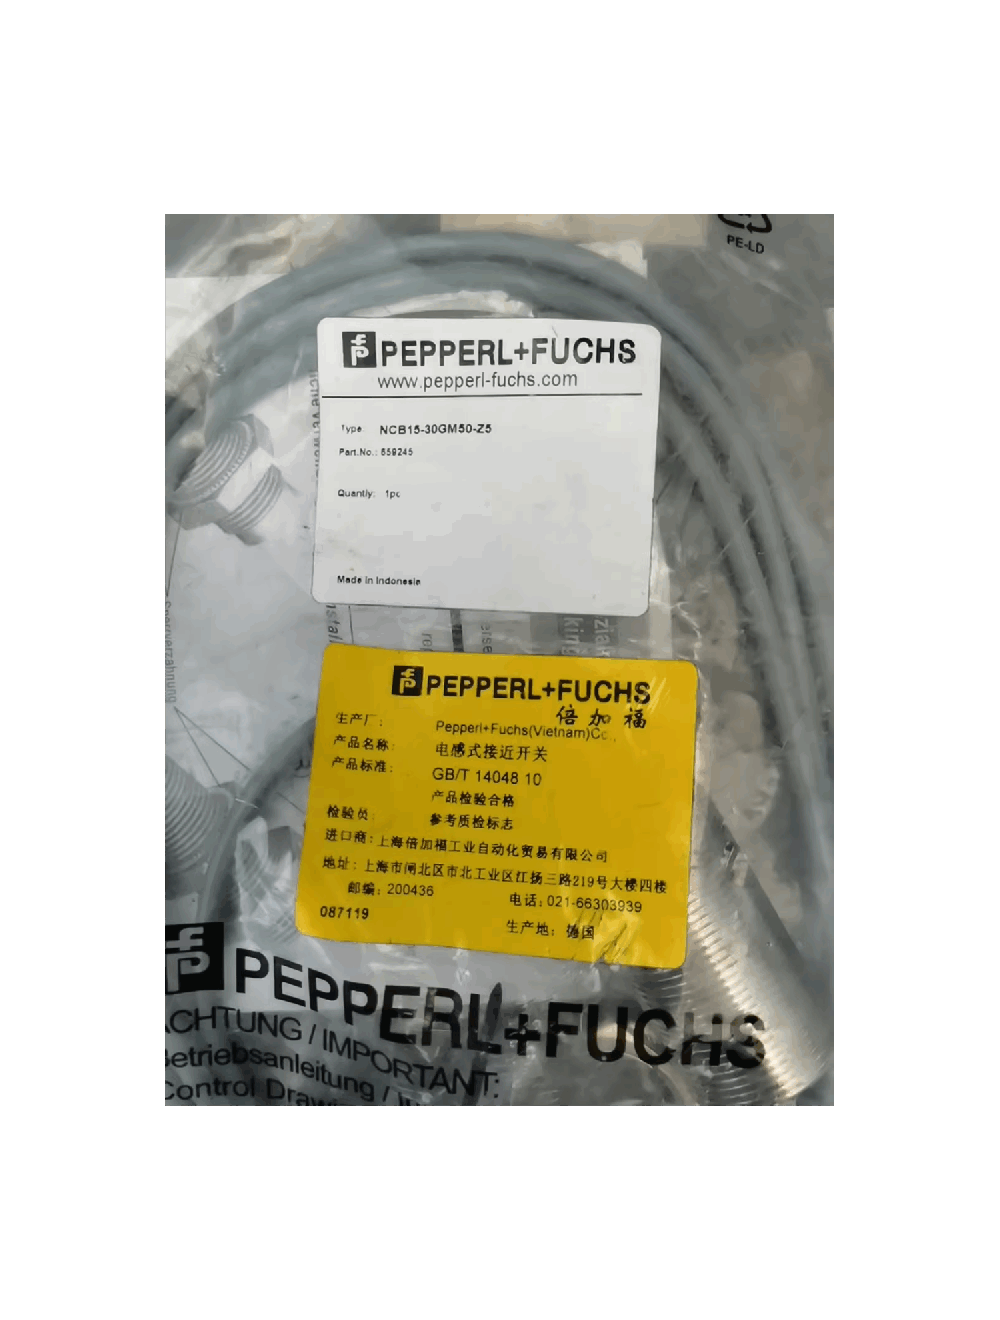 PE-LD
PEPPERL+FUCHS
www.pepperl-fuchs.com
Type: NCB15-30GM50-Z5
Part.No.: 859245
Quantity: 1pc
Made in Indonesia
Sperrverzahnung
PEPPERL+FUCHS
倍加福
生产厂: Pepperl+Fuchs(Vietnam)Co.,
产品名称: 电感式接近开关
产品标准: GB/T 14048 10
产品检验合格
检验员: 参考质检标志
进口商:上海倍加福工业自动化贸易有限公司
地址:上海市闸北区市北工业区江扬三路219号大楼四楼
邮编:200436 电话:021-66303939
087119 生产地: 德国
PEPPERL+FUCHS
ACHTUNG / IMPORTANT:
Betriebsanleitung /
Control